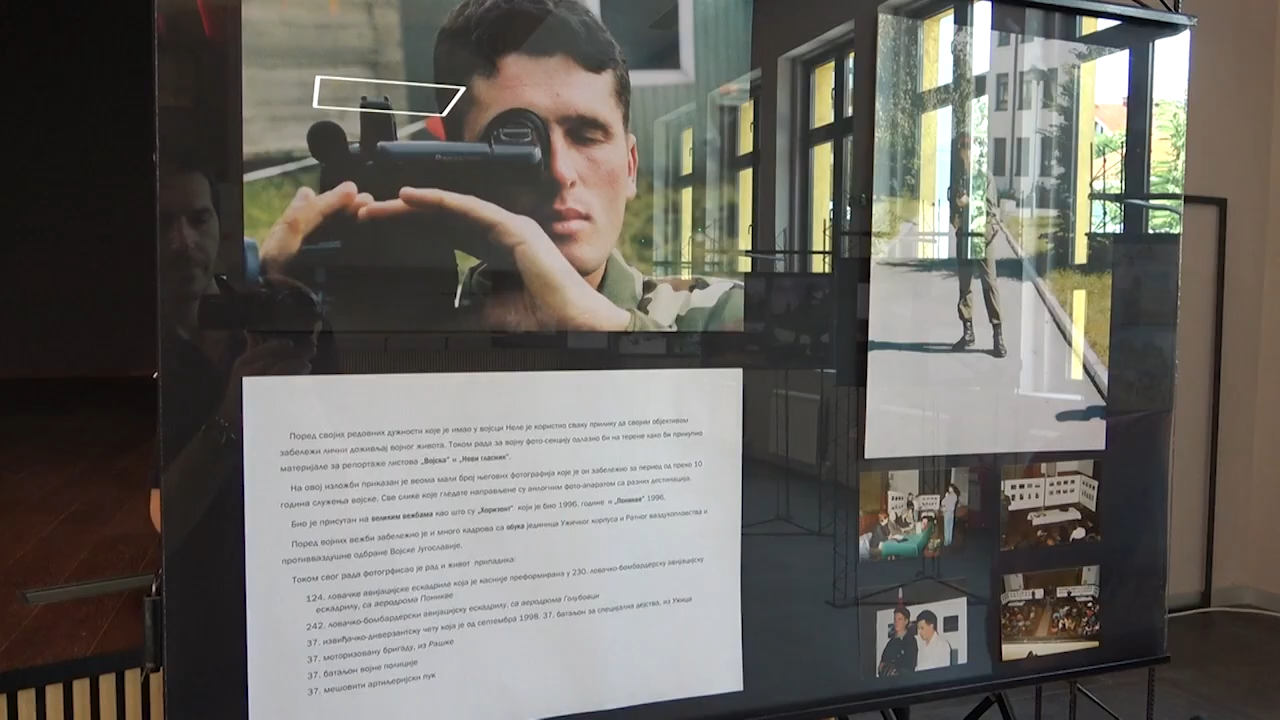 Поред својих редовних дужности које је имао у војсци Неле је користио сваку прилику да својим објективом
забележи лични доживљај војног живота. Током рада за војну фото-секцију одлазио би на терене како би прикупио
материјале за репортаже листова „Војска“ и „Нови гласник“.
На овој изложби приказан је веома мали број његових фотографија које је он забележио за период од преко 10
година служења војске. Све слике које гледате направљене су аналогним фото-апаратом са разних дестинација.
Био је присутан на великим вежбама као што су „Хоризонт“ који је био 1996. године и „Пониква“ 1996.
Поред војних вежби забележио је и много кадрова са обука јединица Ужичког корпуса и Ратног ваздухопловства и
противваздушне одбране Војске Југославије.
Током свог рада фотогрфисао је рад и живот припадика:
124. ловачке авијацијске ескадриле која је касније преформирана у 230. ловачко-бомбардерску авијацијску
ескадрилу, са аеродрома Поникве
242. ловачко-бомбардерски авијацијску ескадрилу, са аеродрома Голубовци
37. извиђачко-диверзантску чету која је од септембра 1998. 37. батаљон за специјална дејства, из Ужица
37. моторизовану бригаду, из Рашке
37. батаљон војне полиције
37. мешовити артиљеријски пук